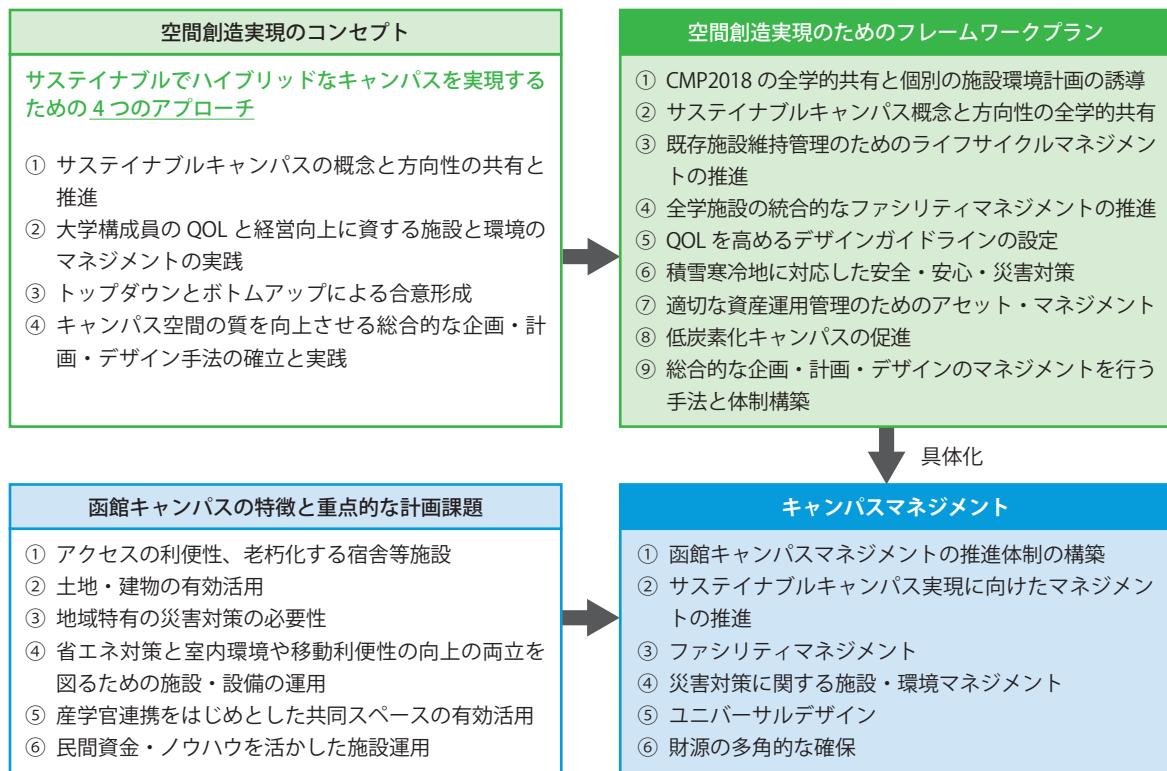 空間創造実現のコンセプト
サステイナブルでハイブリッドなキャンパスを実現する
ための4つのアプローチ
① サステイナブルキャンパスの概念と方向性の共有と
推進
② 大学構成員の QOL と経営向上に資する施設と環境の
マネジメントの実践
③ トップダウンとボトムアップによる合意形成
④ キャンパス空間の質を向上させる総合的な企画・計
画・デザイン手法の確立と実践
空間創造実現のためのフレームワークプラン
① CMP2018 の全学的共有と個別の施設環境計画の誘導
② サステイナブルキャンパス概念と方向性の全学的共有
③ 既存施設維持管理のためのライフサイクルマネジメン
トの推進
④ 全学施設の統合的なファシリティマネジメントの推進
⑤ QOL を高めるデザインガイドラインの設定
⑥ 積雪寒冷地に対応した安全・安心・災害対策
⑦ 適切な資産運用管理のためのアセット・マネジメント
⑧ 低炭素化キャンパスの促進
⑨ 総合的な企画・計画・デザインのマネジメントを行う
手法と体制構築
具体化
函館キャンパスの特徴と重点的な計画課題
① アクセスの利便性、老朽化する宿舎等施設
② 土地・建物の有効活用
③ 地域特有の災害対策の必要性
④ 省エネ対策と室内環境や移動利便性の向上の両立を
図るための施設・設備の運用
⑤ 産学官連携をはじめとした共同スペースの有効活用
⑥ 民間資金・ノウハウを活かした施設運用
キャンパスマネジメント
① 函館キャンパスマネジメントの推進体制の構築
② サステイナブルキャンパス実現に向けたマネジメン
トの推進
③ ファシリティマネジメント
④ 災害対策に関する施設・環境マネジメント
⑤ ユニバーサルデザイン
⑥ 財源の多角的な確保